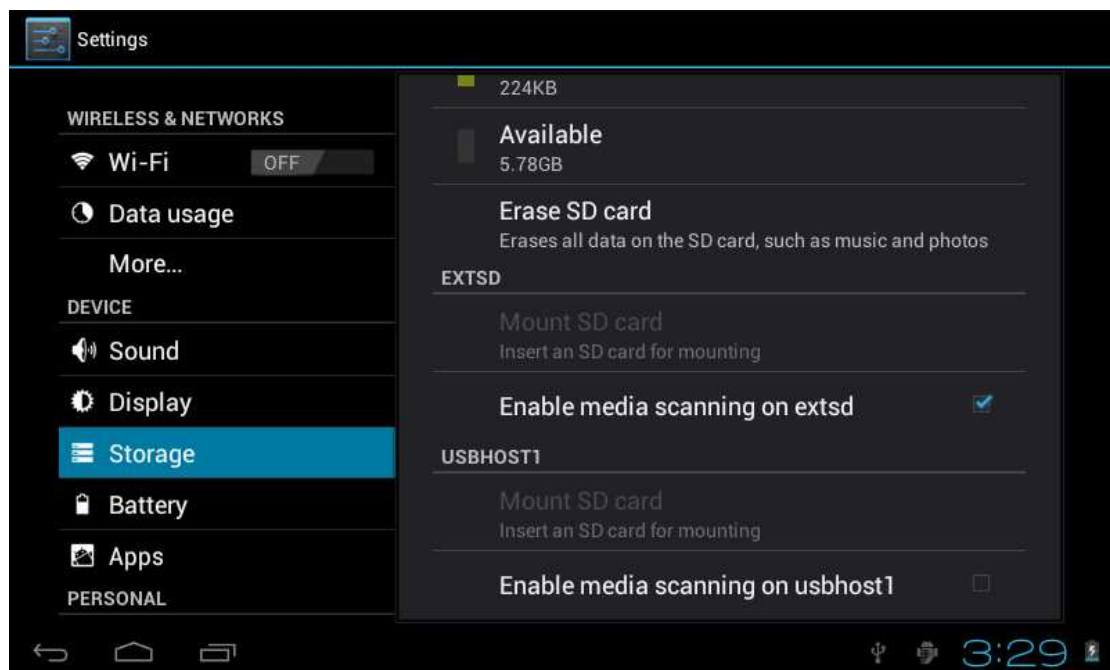 Settings
WIRELESS & NETWORKS
Wi-Fi OFF
Data usage
More...
DEVICE
Sound
Display
Storage
Battery
Apps
PERSONAL
224KB
Available
5.78GB
Erase SD card
Erases all data on the SD card, such as music and photos
EXTSD
Mount SD card
Insert an SD card for mounting
Enable media scanning on extsd
USBHOST1
Mount SD card
Insert an SD card for mounting
Enable media scanning on usbhost1
3:29